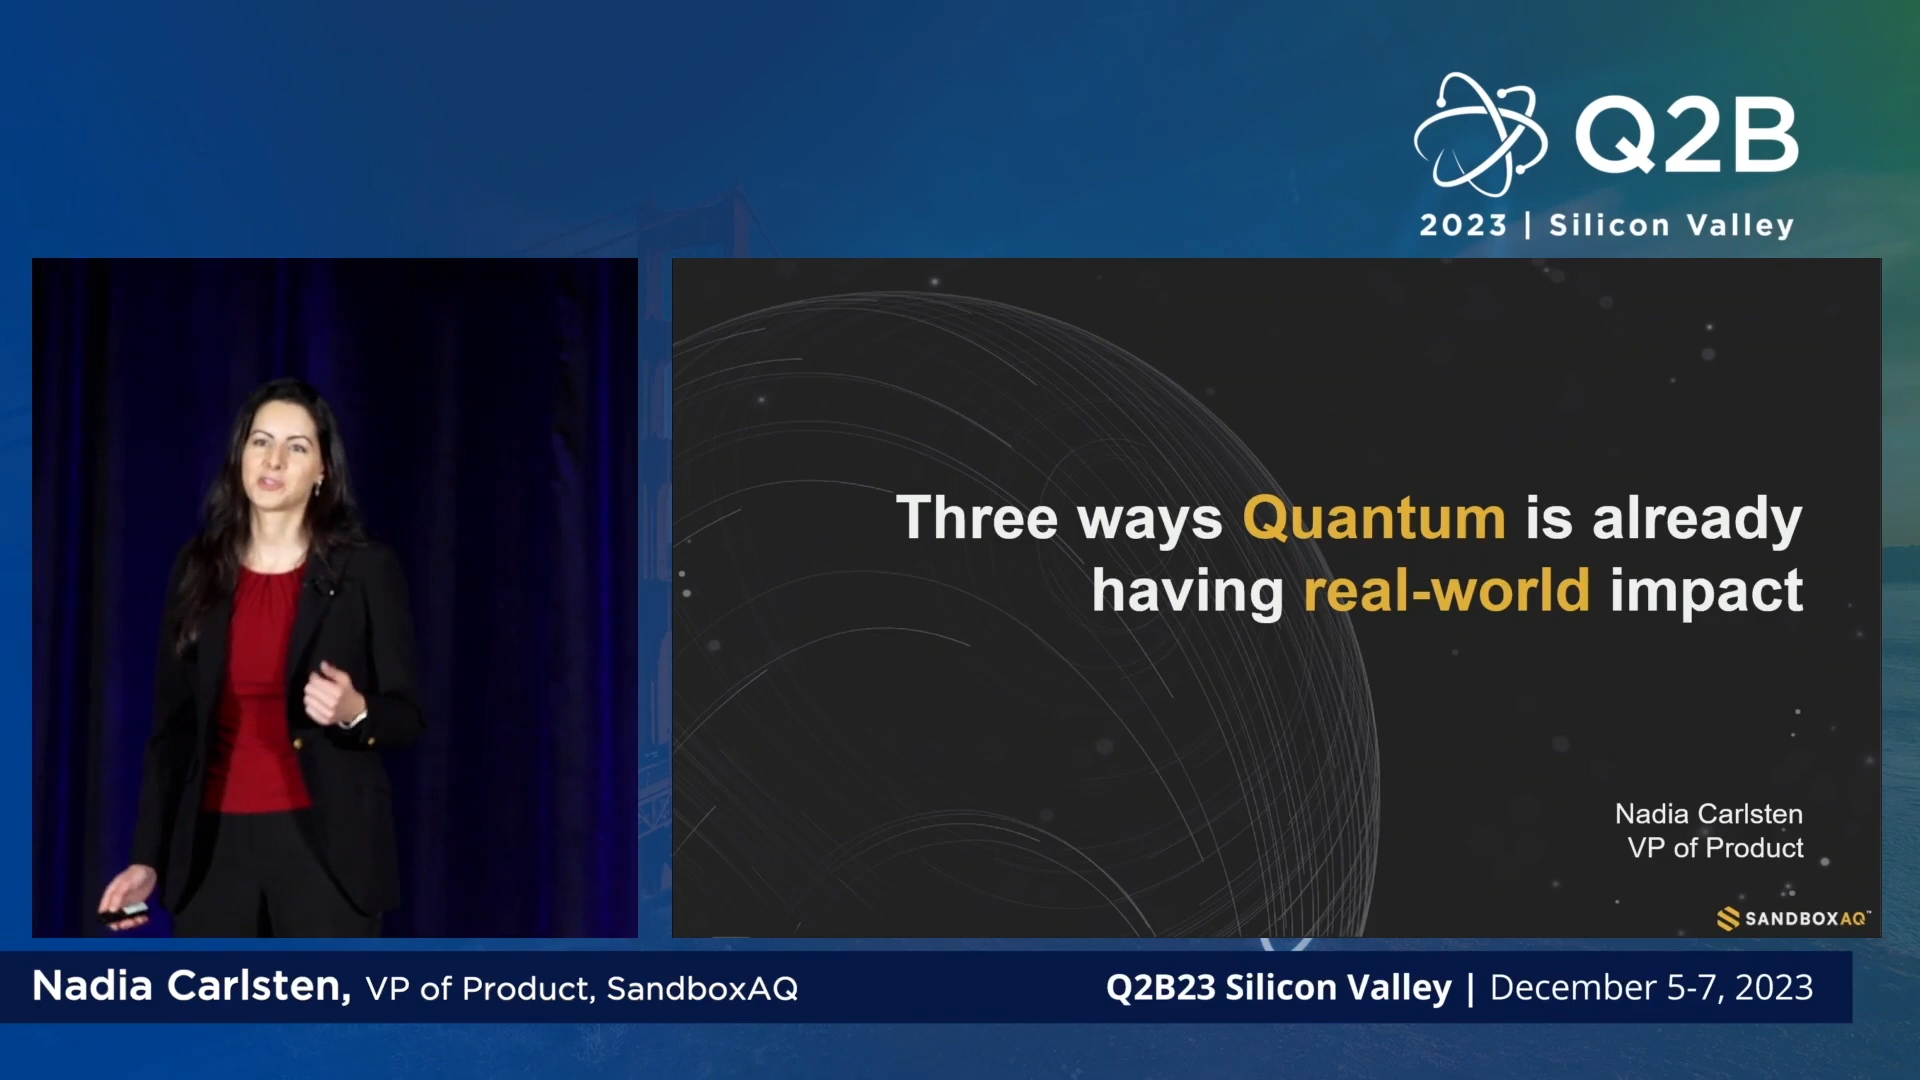 Q2B
2023 | Silicon Valley
Three ways Quantum is already
having real-world impact
Nadia Carlsten
VP of Product
SANDBOXAQ™
Nadia Carlsten, VP of Product, SandboxAQ
Q2B23 Silicon Valley | December 5-7, 2023